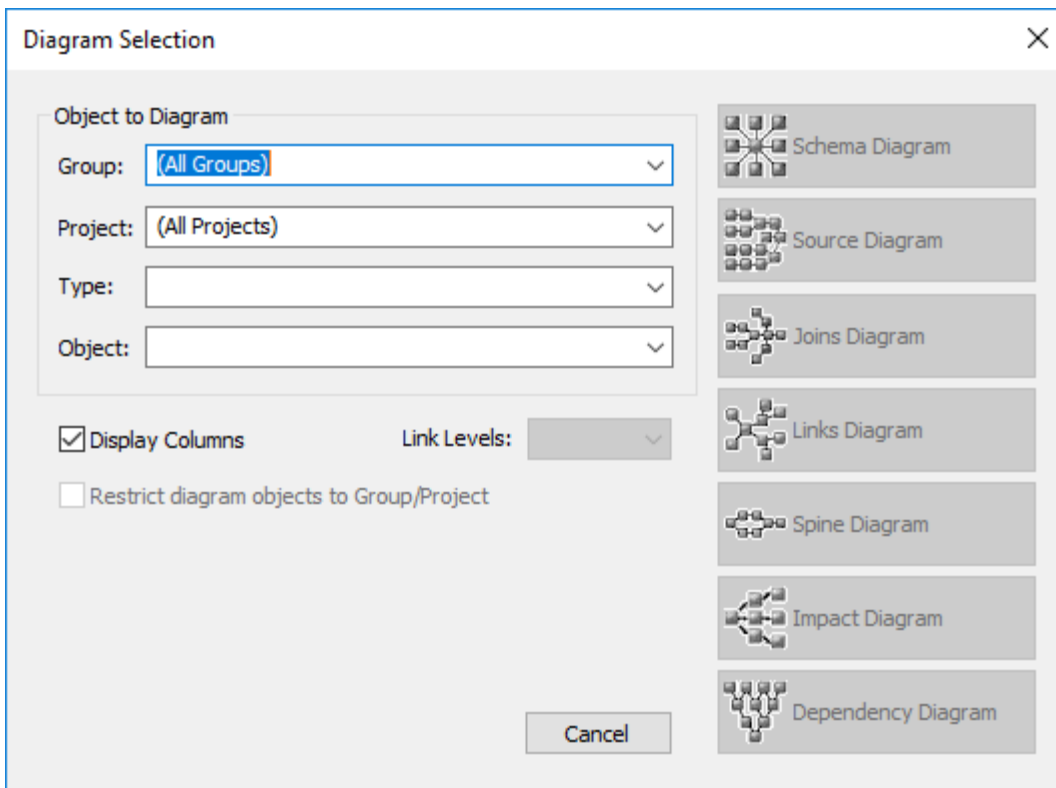 Diagram Selection
Object to Diagram
Group: (All Groups)
Project: (All Projects)
Type:
Object:
Display Columns Link Levels:
Restrict diagram objects to Group/Project
Cancel
Schema Diagram
Source Diagram
Joins Diagram
Links Diagram
Spine Diagram
Impact Diagram
Dependency Diagram